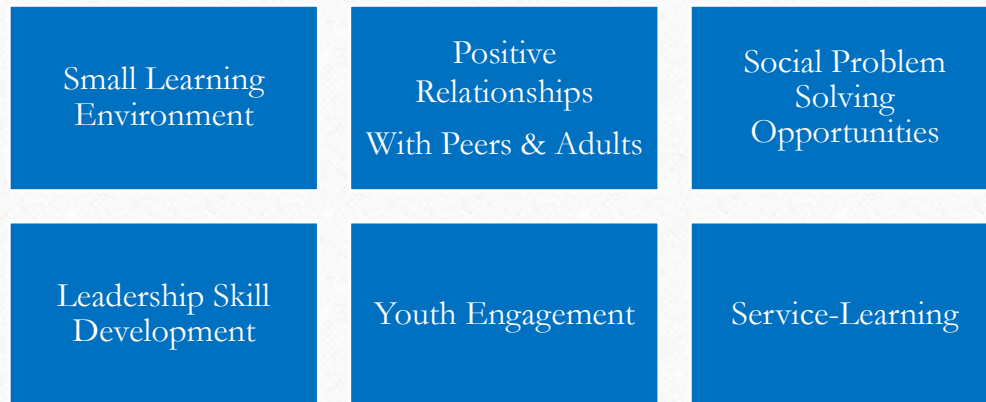 Small Learning
Environment
Positive
Relationships
With Peers & Adults
Social Problem
Solving
Opportunities
Leadership Skill
Development
Youth Engagement
Service-Learning